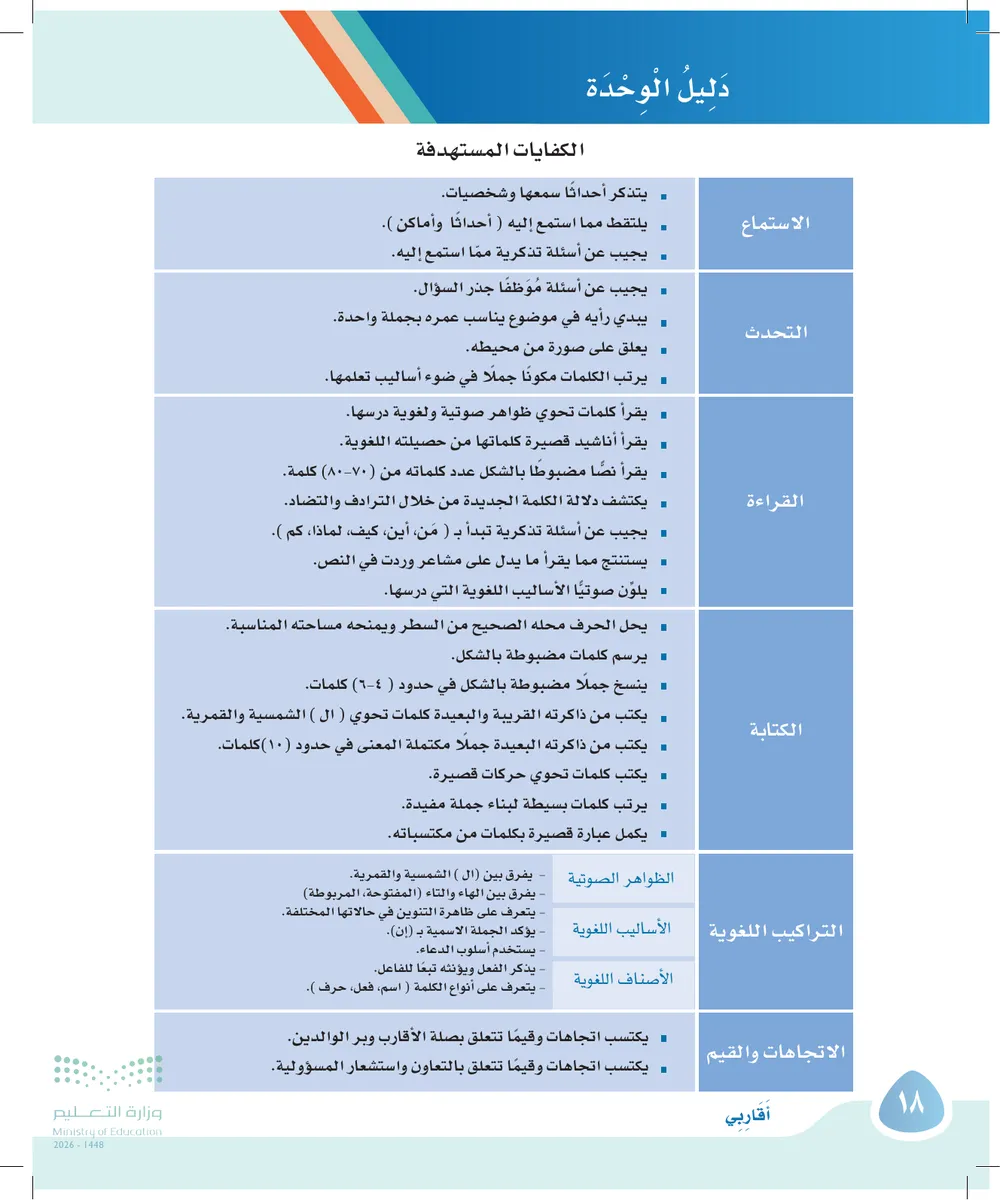 دَلِيلُ الْوِحْدَة
الكفايات المستهدفة
الاستماع
يتذكر أحداثًا سمعها وشخصيات.
يلتقط مما استمع إليه ( أحداثًا وأماكن ).
يجيب عن أسئلة تذكرية ممّا استمع إليه.
التحدث
يجيب عن أسئلة مُوَظفًا جذر السؤال.
يبدي رأيه في موضوع يناسب عمره بجملة واحدة.
يعلق على صورة من محيطه.
يرتب الكلمات مكونًا جملًا في ضوء أساليب تعلمها.
القراءة
يقرأ كلمات تحوي ظواهر صوتية ولغوية درسها.
يقرأ أناشيد قصيرة كلماتها من حصيلته اللغوية.
يقرأ نصًّا مضبوطًا بالشكل عدد كلماته من (٧٠-٨٠) كلمة.
يكتشف دلالة الكلمة الجديدة من خلال الترادف والتضاد.
يجيب عن أسئلة تذكرية تبدأ بـ ( مَن، أين، كيف، لماذا، كم ).
يستنتج مما يقرأ ما يدل على مشاعر وردت في النص.
يلوِّن صوتيًّا الأساليب اللغوية التي درسها.
الكتابة
يحل الحرف محله الصحيح من السطر ويمنحه مساحته المناسبة.
يرسم كلمات مضبوطة بالشكل.
ينسخ جملًا مضبوطة بالشكل في حدود ( ٤-٦) كلمات.
يكتب من ذاكرته القريبة والبعيدة كلمات تحوي ( ال ) الشمسية والقمرية.
يكتب من ذاكرته البعيدة جملًا مكتملة المعنى في حدود (١٠)كلمات.
يكتب كلمات تحوي حركات قصيرة.
يرتب كلمات بسيطة لبناء جملة مفيدة.
يكمل عبارة قصيرة بكلمات من مكتسباته.
التراكيب اللغوية
الظواهر الصوتية
- يفرق بين (ال ) الشمسية والقمرية.
- يفرق بين الهاء والتاء (المفتوحة، المربوطة)
- يتعرف على ظاهرة التنوين في حالاتها المختلفة.
الأساليب اللغوية
- يؤكد الجملة الاسمية بـ (إن).
- يستخدم أسلوب الدعاء.
الأصناف اللغوية
- يذكر الفعل ويؤنثه تبعًا للفاعل.
- يتعرف على أنواع الكلمة ( اسم، فعل، حرف ).
الاتجاهات والقيم
يكتسب اتجاهات وقيمًا تتعلق بصلة الأقارب وبر الوالدين.
يكتسب اتجاهات وقيمًا تتعلق بالتعاون واستشعار المسؤولية.
١٨
أَقَارِبِي
وزارة التعـليم
Ministry of Education
2026 - 1448